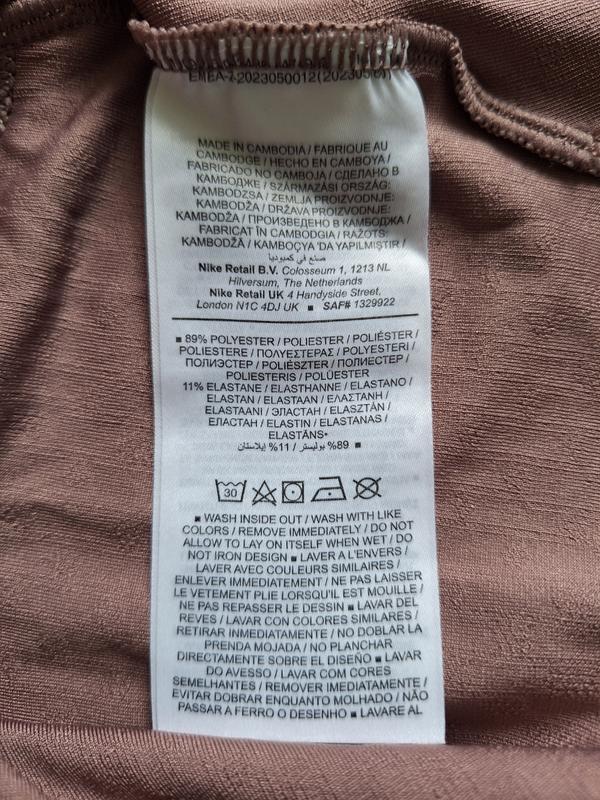 EMEA-7-2023050012(202305
MADE IN CAMBODIA / FABRIQUE AU
CAMBODGE / HECHO EN CAMBOYA /
FABRICADO NO CAMBOJA / СДЕЛАНО В
КАМБОДЖЕ / SZÁRMAZÁSI ORSZÁG:
KAMBODZSA / ZEMLJA PROIZVODNJE:
KAMBODŽA / DRŽAVA PROIZVODNJE:
KAMBODŽA / ПРОИЗВЕДЕНО В КАМБОДЖА /
FABRICAT ÎN CAMBODGIA / RAŽOTS:
KAMBODŽĀ / KAMBOÇYA 'DA YAPILMIŞTIR /
صنع في كمبوديا
Nike Retail B.V. Colosseum 1, 1213 NL
Hilversum, The Netherlands
Nike Retail UK 4 Handyside Street,
London N1C 4DJ UK ■ SAF# 1329922
■ 89% POLYESTER / POLIESTER / POLIÉSTER /
POLIESTERE / ΠΟΛΥΕΣΤΕΡΑΣ / POLYESTERI /
ПОЛИЭСТЕР / POLIÉSZTER / ПОЛИЕСТЕР /
POLIESTERIS / POLÜESTER
11% ELASTANE / ELASTHANNE / ELASTANO /
ELASTAN / ELASTAAN / ΕΛΑΣΤΑΝΗ /
ELASTAANI / ЭЛАСТАН / ELASZTÁN /
ЕЛАСТАН / ELASTIN / ELASTANAS /
ELASTĀNS•
89% بوليستر / 11% إيلاستان ■
30
■ WASH INSIDE OUT / WASH WITH LIKE
COLORS / REMOVE IMMEDIATELY / DO NOT
ALLOW TO LAY ON ITSELF WHEN WET / DO
NOT IRON DESIGN ■ LAVER A L'ENVERS /
LAVER AVEC COULEURS SIMILAIRES /
ENLEVER IMMEDIATEMENT / NE PAS LAISSER
LE VETEMENT PLIE LORSQU'IL EST MOUILLE /
NE PAS REPASSER LE DESSIN ■ LAVAR DEL
REVES / LAVAR CON COLORES SIMILARES /
RETIRAR INMEDIATAMENTE / NO DOBLAR LA
PRENDA MOJADA / NO PLANCHAR
DIRECTAMENTE SOBRE EL DISEÑO ■ LAVAR
DO AVESSO / LAVAR COM CORES
SEMELHANTES / REMOVER IMEDIATAMENTE /
EVITAR DOBRAR ENQUANTO MOLHADO / NÃO
PASSAR A FERRO O DESENHO ■ LAVARE AL